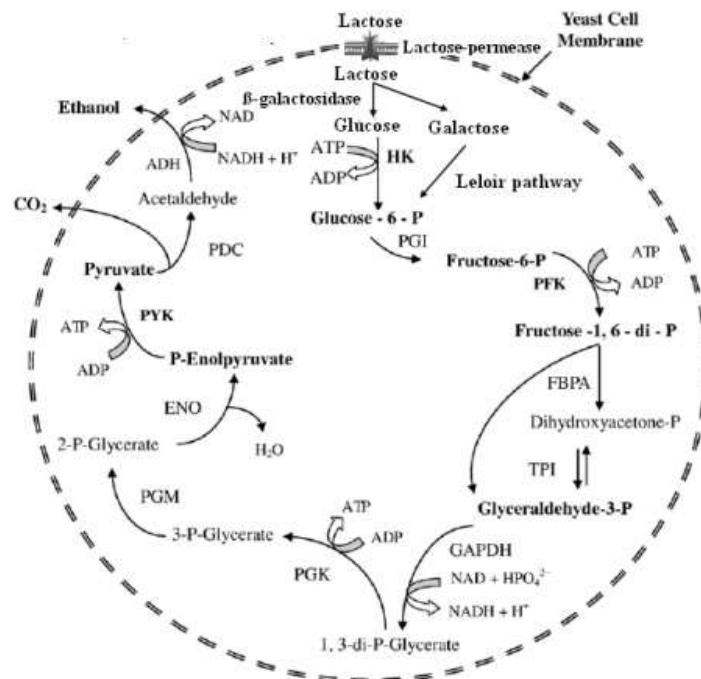 Lactose
Yeast Cell
Membrane
Lactose-permease
Lactose
ß-galactosidase
Glucose
Galactose
ATP
HK
ADP
Leloir pathway
Glucose - 6 - P
PGI
Fructose-6-P
ATP
PFK
ADP
Fructose -1, 6 - di - P
FBPA
Dihydroxyacetone-P
TPI
Glyceraldehyde-3-P
GAPDH
NAD + HPO₄²⁻
NADH + H⁺
1, 3-di-P-Glycerate
ATP
ADP
PGK
3-P-Glycerate
PGM
2-P-Glycerate
ENO
H₂O
P-Enolpyruvate
ATP
PYK
ADP
Pyruvate
PDC
CO₂
Acetaldehyde
ADH
NADH + H⁺
NAD
Ethanol